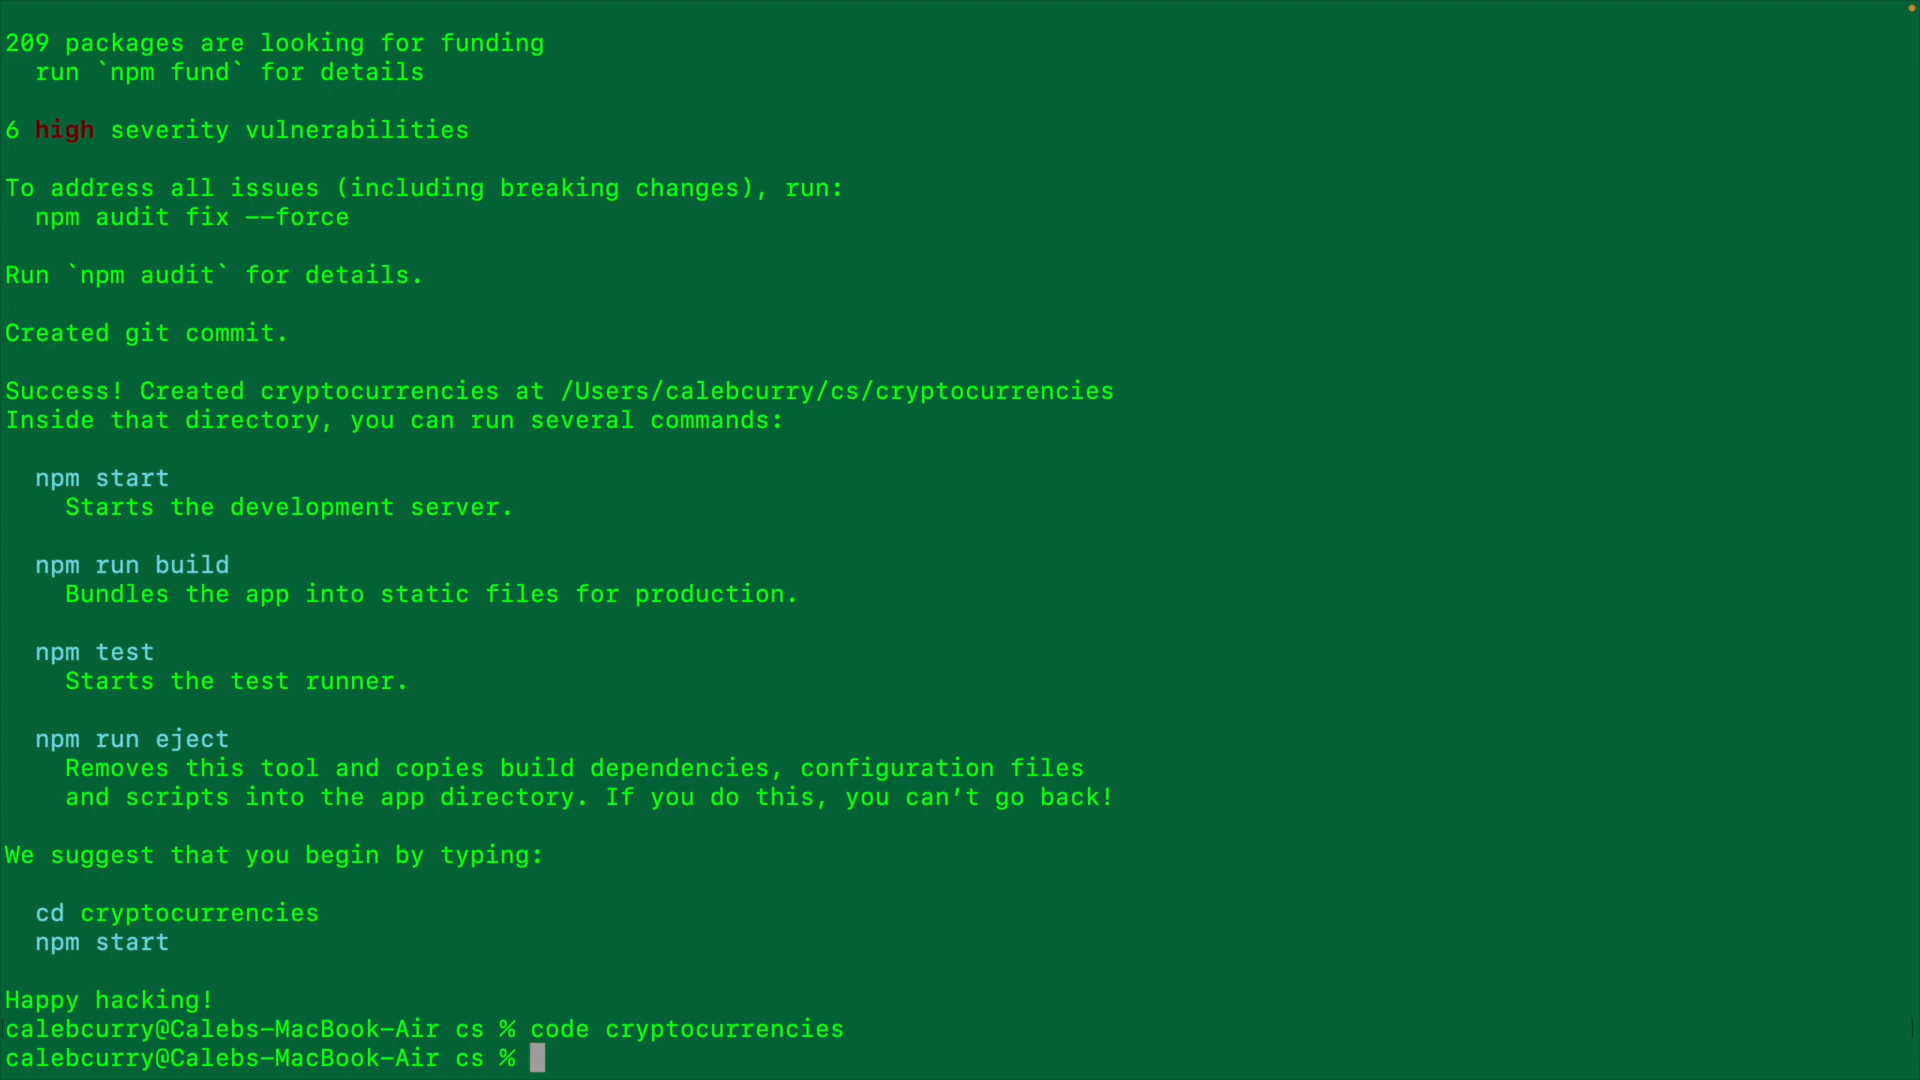 209 packages are looking for funding
run `npm fund` for details
6 high severity vulnerabilities
To address all issues (including breaking changes), run:
npm audit fix --force
Run `npm audit` for details.
Created git commit.
Success! Created cryptocurrencies at /Users/calebcurry/cs/cryptocurrencies
Inside that directory, you can run several commands:
npm start
Starts the development server.
npm run build
Bundles the app into static files for production.
npm test
Starts the test runner.
npm run eject
Removes this tool and copies build dependencies, configuration files
and scripts into the app directory. If you do this, you can’t go back!
We suggest that you begin by typing:
cd cryptocurrencies
npm start
Happy hacking!
calebcurry@Calebs-MacBook-Air cs % code cryptocurrencies
calebcurry@Calebs-MacBook-Air cs %